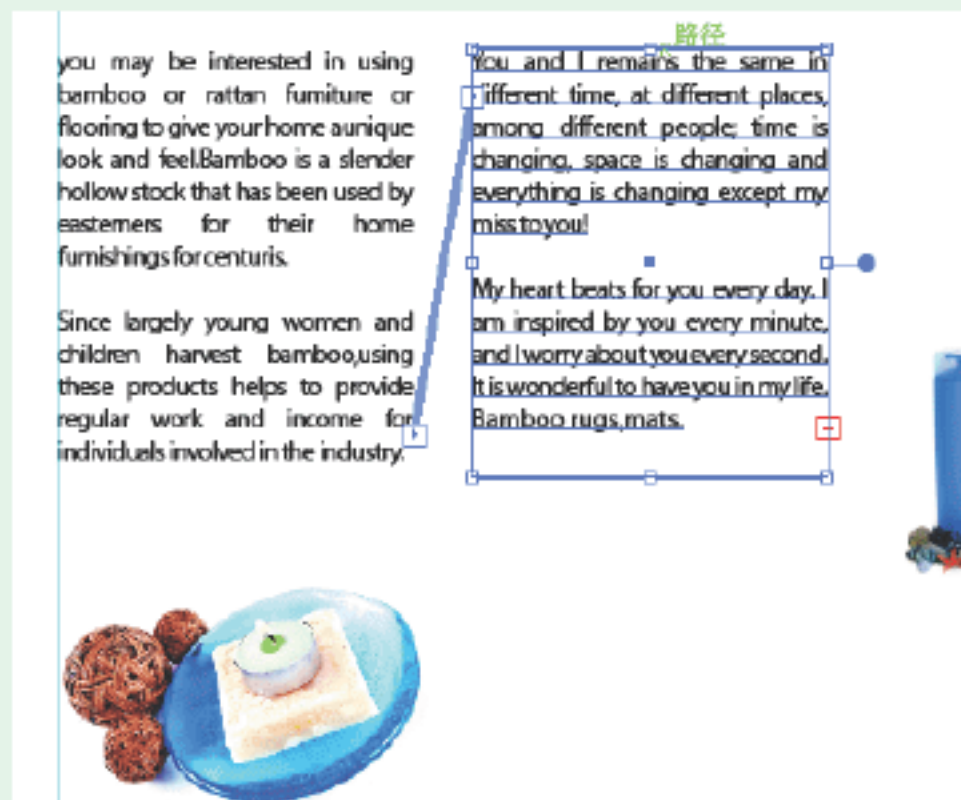 you may be interested in using
bamboo or rattan furniture or
flooring to give your home aunique
look and feel.Bamboo is a slender
hollow stock that has been used by
easterners for their home
furnishings for centuris.
Since largely young women and
children harvest bamboo,using
these products helps to provide
regular work and income for
individuals involved in the industry.
路径
You and I remains the same in
different time, at different places,
among different people; time is
changing, space is changing and
everything is changing except my
miss to you!
My heart beats for you every day. I
am inspired by you every minute,
and I worry about you every second.
It is wonderful to have you in my life.
Bamboo rugs,mats.